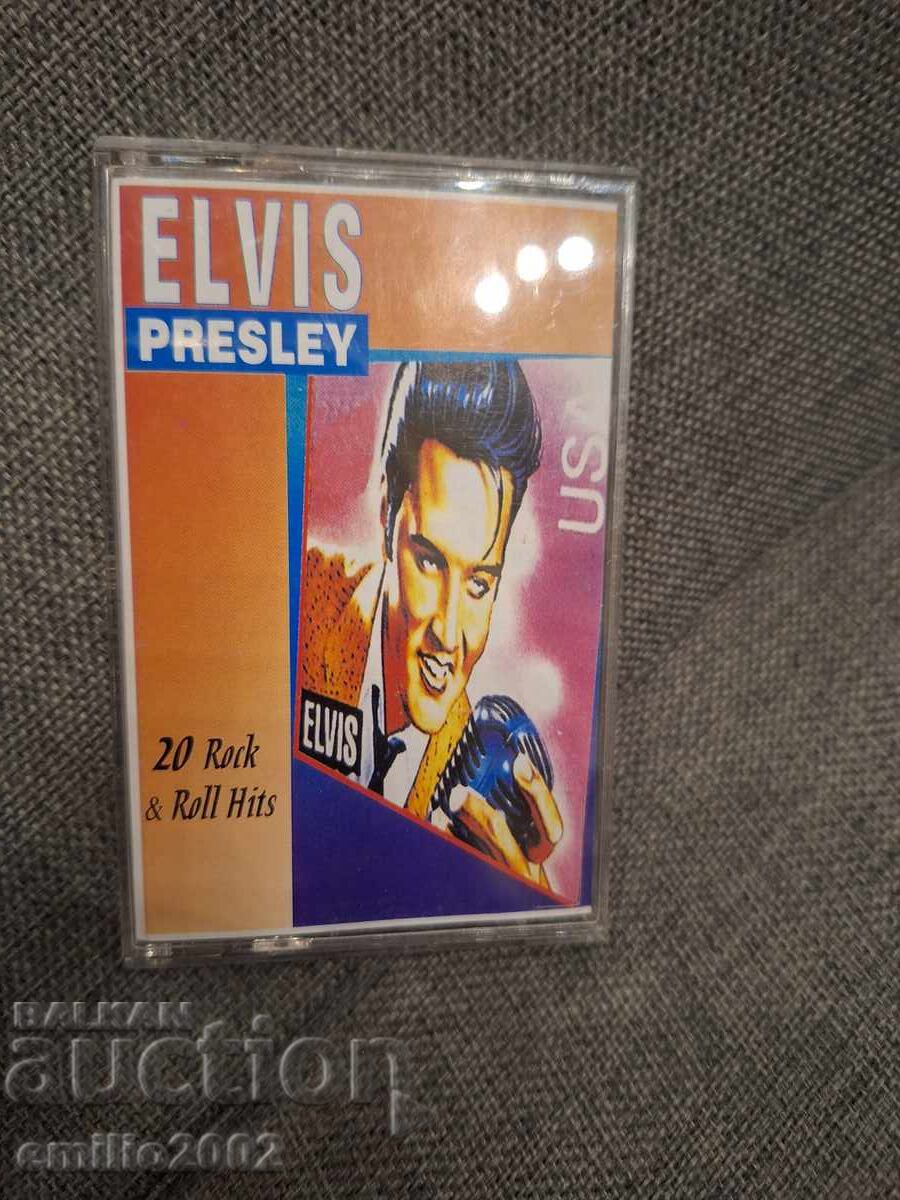 ELVIS
PRESLEY
USA
ELVIS
20 Rock
& Roll Hits
BALKAN
auction
emilio2002